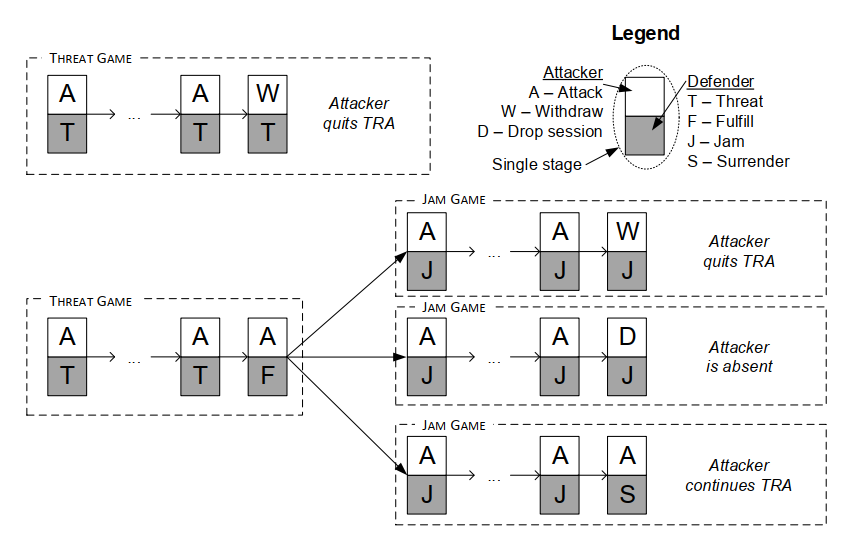 Legend
THREAT GAME
A
A
W
T
...
T
T
Attacker
quits TRA
Attacker
A – Attack
W – Withdraw
D – Drop session
Single stage
Defender
T – Threat
F – Fulfill
J – Jam
S – Surrender
JAM GAME
A
A
W
J
...
J
J
Attacker
quits TRA
THREAT GAME
A
A
A
T
...
T
F
JAM GAME
A
A
D
J
...
J
J
Attacker
is absent
JAM GAME
A
A
A
J
...
J
S
Attacker
continues TRA